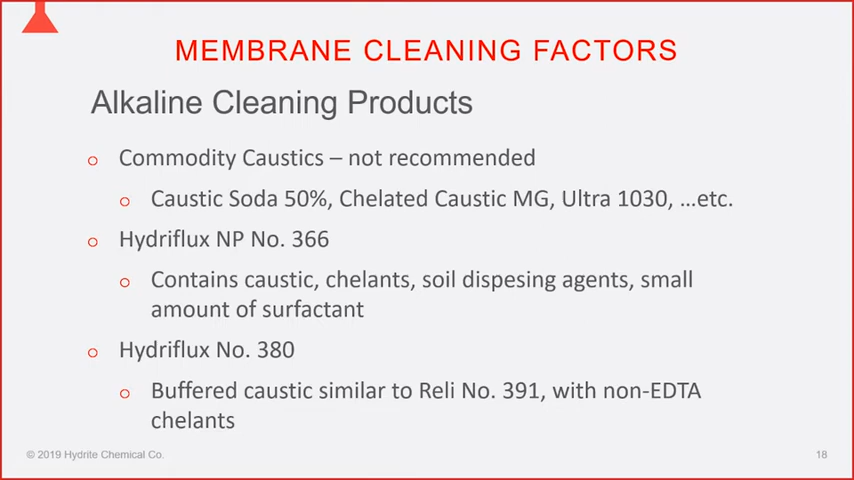 MEMBRANE CLEANING FACTORS
Alkaline Cleaning Products
Commodity Caustics – not recommended
Caustic Soda 50%, Chelated Caustic MG, Ultra 1030, ...etc.
Hydriflux NP No. 366
Contains caustic, chelants, soil dispesing agents, small
amount of surfactant
Hydriflux No. 380
Buffered caustic similar to Reli No. 391, with non-EDTA
chelants
© 2019 Hydrite Chemical Co.
18